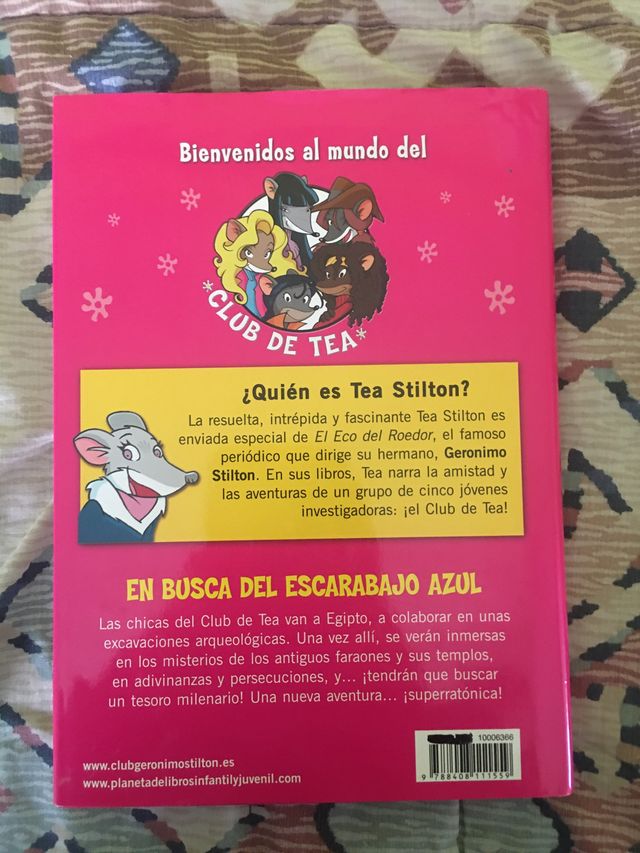 Bienvenidos al mundo del
*CLUB DE TEA*
¿Quién es Tea Stilton?
La resuelta, intrépida y fascinante Tea Stilton es
enviada especial de El Eco del Roedor, el famoso
periódico que dirige su hermano, Geronimo
Stilton. En sus libros, Tea narra la amistad y
las aventuras de un grupo de cinco jóvenes
investigadoras: ¡el Club de Tea!
EN BUSCA DEL ESCARABAJO AZUL
Las chicas del Club de Tea van a Egipto, a colaborar en unas
excavaciones arqueológicas. Una vez allí, se verán inmersas
en los misterios de los antiguos faraones y sus templos,
en adivinanzas y persecuciones, y... ¡tendrán que buscar
un tesoro milenario! Una nueva aventura... ¡superratónica!
www.clubgeronimostilton.es
www.planetadelibrosinfantilyjuvenil.com
10006366
9 788408 111559